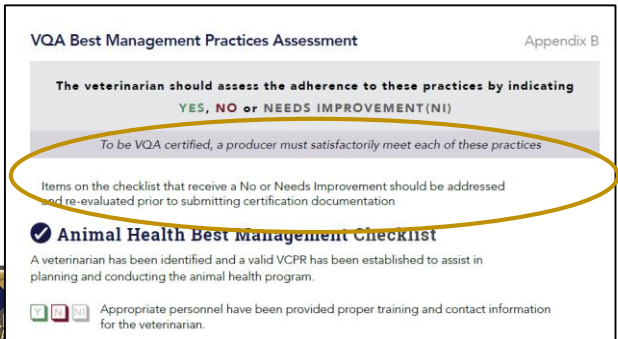 VQA Best Management Practices Assessment
Appendix B
The veterinarian should assess the adherence to these practices by indicating
YES, NO or NEEDS IMPROVEMENT(NI)
To be VQA certified, a producer must satisfactorily meet each of these practices
Items on the checklist that receive a No or Needs Improvement should be addressed
and re-evaluated prior to submitting certification documentation
Animal Health Best Management Checklist
A veterinarian has been identified and a valid VCPR has been established to assist in
planning and conducting the animal health program.
Y N NI Appropriate personnel have been provided proper training and contact information
for the veterinarian.